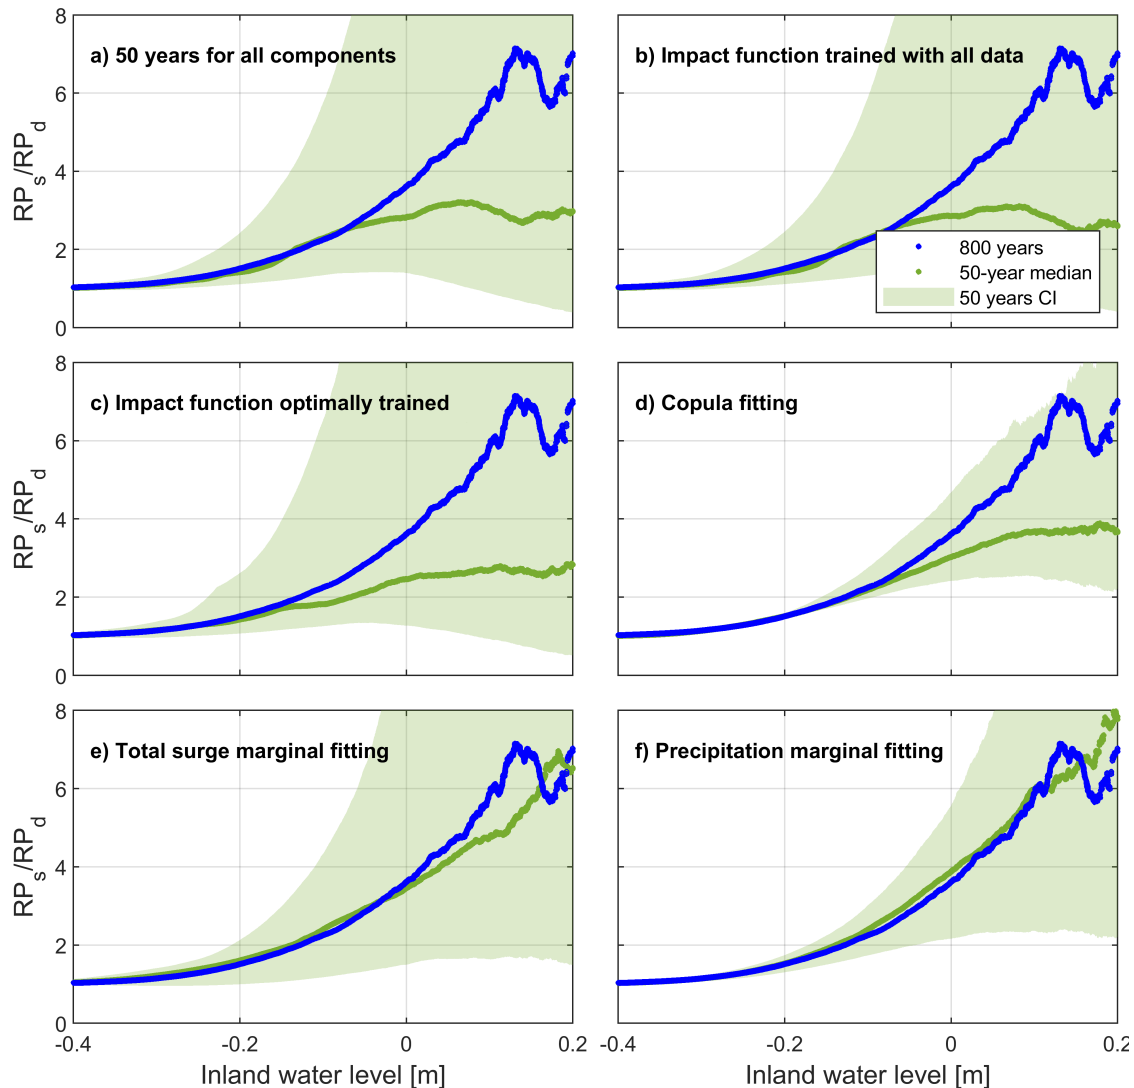 8
6
4
2
0
RPs/RPd
a) 50 years for all components
b) Impact function trained with all data
800 years
50-year median
50 years CI
8
6
4
2
0
RPs/RPd
c) Impact function optimally trained
d) Copula fitting
8
6
4
2
0
RPs/RPd
e) Total surge marginal fitting
f) Precipitation marginal fitting
-0.4 -0.2 0 0.2
-0.4 -0.2 0 0.2
Inland water level [m]
Inland water level [m]